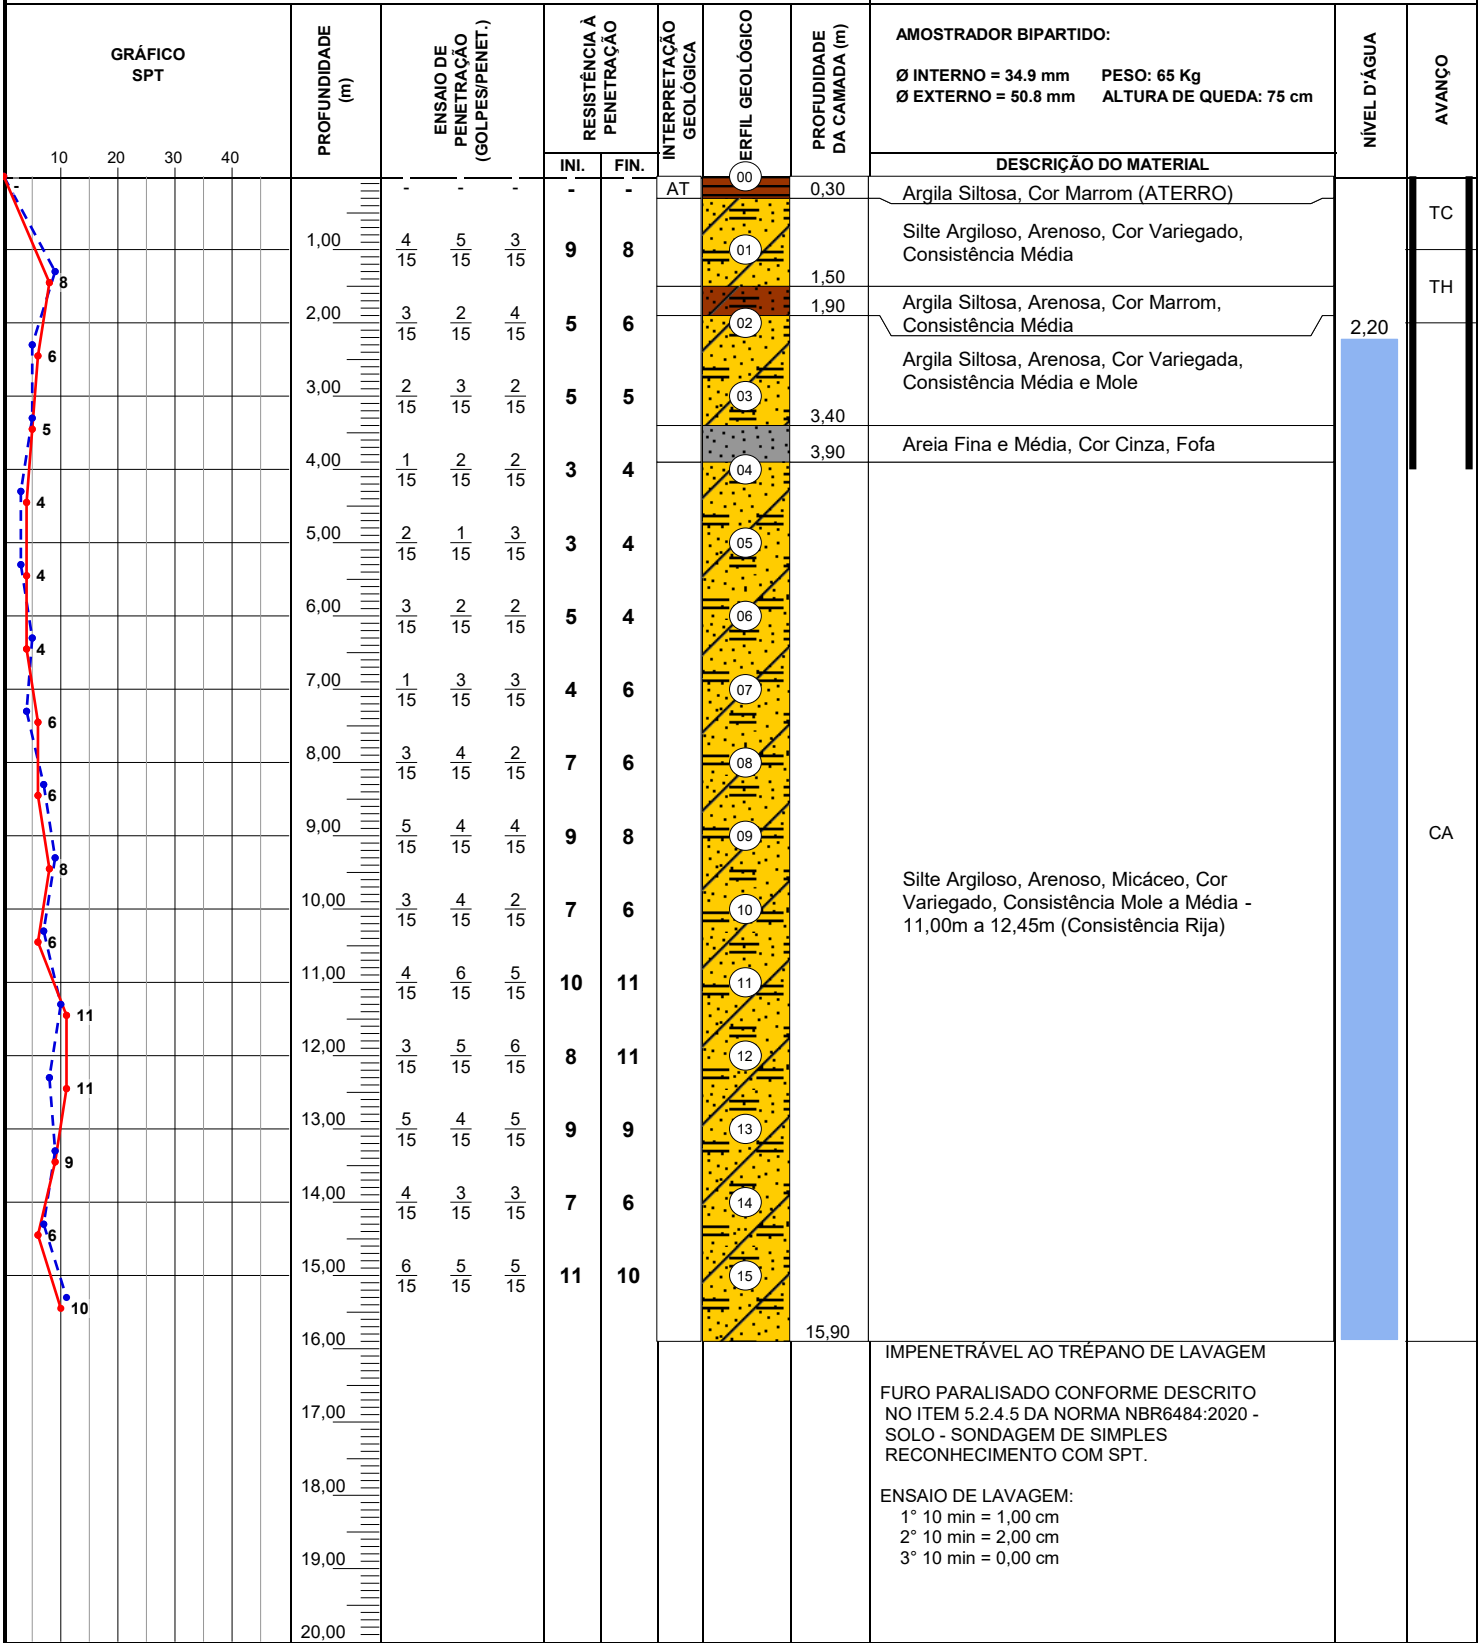 GRÁFICO
SPT
10 20 30 40
PROFUNDIDADE
(m)
ENSAIO DE
PENETRAÇÃO
(GOLPES/PENET.)
RESISTÊNCIA À
PENETRAÇÃO
INI. FIN.
INTERPRETAÇÃO
GEOLÓGICA
ERFIL GEOLÓGICO
PROFUDIDADE
DA CAMADA (m)
AMOSTRADOR BIPARTIDO:
Ø INTERNO = 34.9 mm PESO: 65 Kg
Ø EXTERNO = 50.8 mm ALTURA DE QUEDA: 75 cm
DESCRIÇÃO DO MATERIAL
NÍVEL D'ÁGUA
AVANÇO
- - - - - - AT 00 0,30 Argila Siltosa, Cor Marrom (ATERRO)
TC
8 1,00 4/15 5/15 3/15 9 8 01 Silte Argiloso, Arenoso, Cor Variegado,
Consistência Média
1,50
TH
1,90 Argila Siltosa, Arenosa, Cor Marrom,
Consistência Média
6 2,00 3/15 2/15 4/15 5 6 02 2,20
Argila Siltosa, Arenosa, Cor Variegada,
Consistência Média e Mole
5 3,00 2/15 3/15 2/15 5 5 03
3,40
3,90 Areia Fina e Média, Cor Cinza, Fofa
4 4,00 1/15 2/15 2/15 3 4 04
4 5,00 2/15 1/15 3/15 3 4 05
4 6,00 3/15 2/15 2/15 5 4 06
6 7,00 1/15 3/15 3/15 4 6 07
6 8,00 3/15 4/15 2/15 7 6 08
8 9,00 5/15 4/15 4/15 9 8 09 CA
Silte Argiloso, Arenoso, Micáceo, Cor
Variegado, Consistência Mole a Média -
11,00m a 12,45m (Consistência Rija)
6 10,00 3/15 4/15 2/15 7 6 10
11 11,00 4/15 6/15 5/15 10 11 11
11 12,00 3/15 5/15 6/15 8 11 12
9 13,00 5/15 4/15 5/15 9 9 13
6 14,00 4/15 3/15 3/15 7 6 14
10 15,00 6/15 5/15 5/15 11 10 15
15,90
16,00
IMPENETRÁVEL AO TRÉPANO DE LAVAGEM
17,00
FURO PARALISADO CONFORME DESCRITO
NO ITEM 5.2.4.5 DA NORMA NBR6484:2020 -
SOLO - SONDAGEM DE SIMPLES
RECONHECIMENTO COM SPT.
18,00
ENSAIO DE LAVAGEM:
1° 10 min = 1,00 cm
2° 10 min = 2,00 cm
3° 10 min = 0,00 cm
19,00
20,00